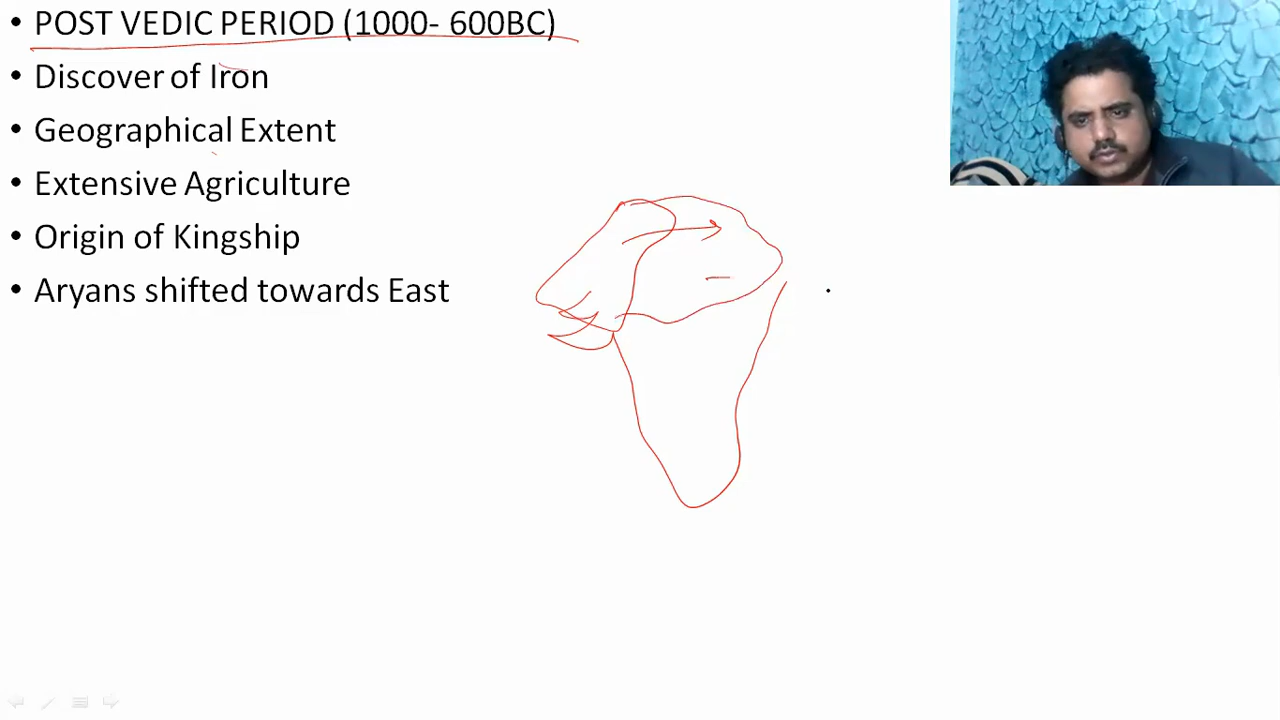 • POST VEDIC PERIOD (1000- 600BC)
• Discover of Iron
• Geographical Extent
• Extensive Agriculture
• Origin of Kingship
• Aryans shifted towards East